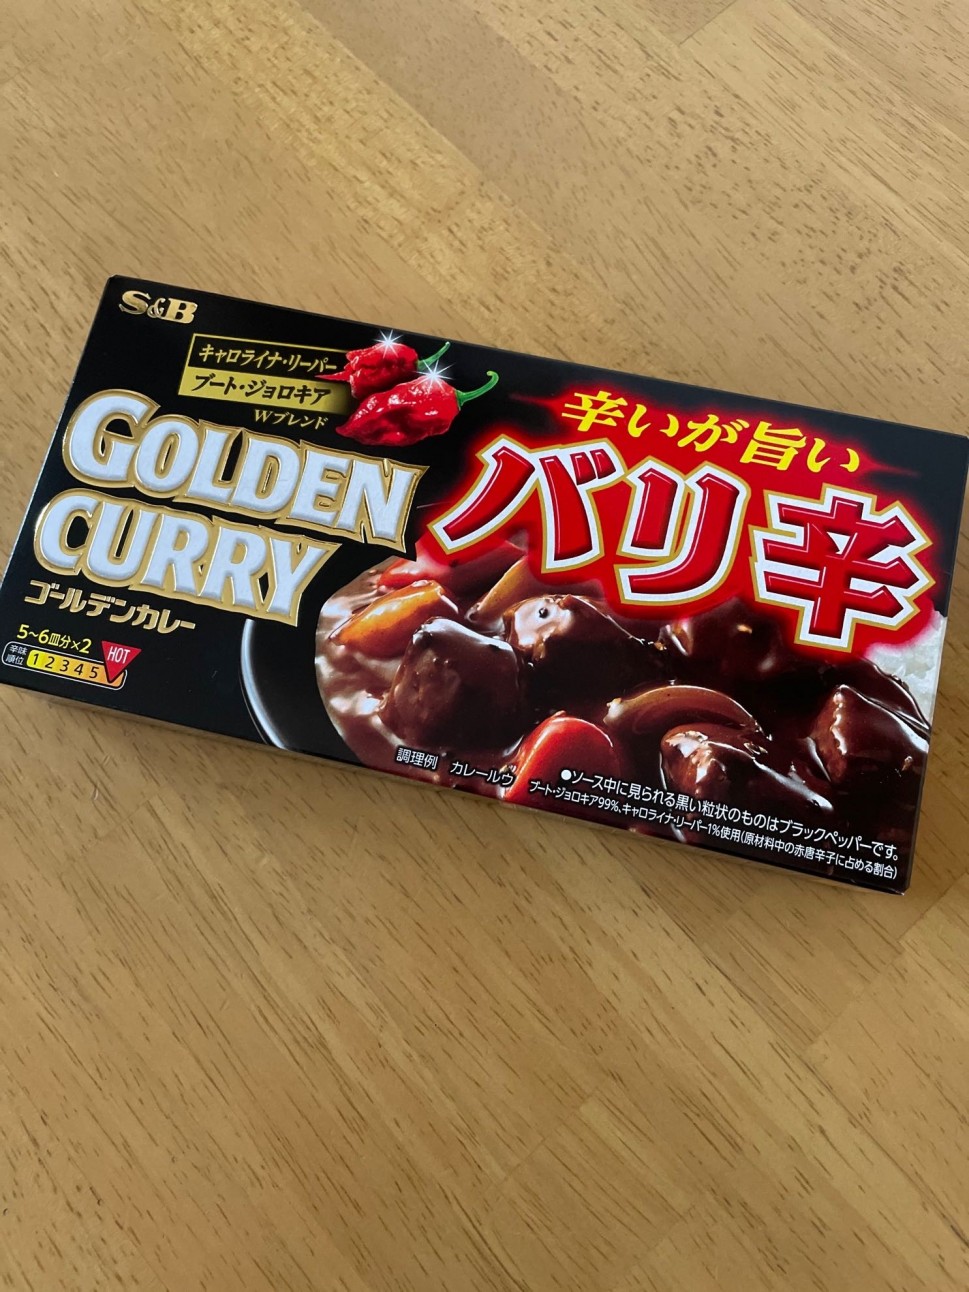 S&B
キャロライナ・リーパー
ブート・ジョロキア
Wブレンド
GOLDEN
CURRY
ゴールデンカレー
5~6皿分×2
辛味
順位
1 2 3 4 5
HOT
辛いが旨い
バリ辛
調理例 カレールウ
●ソース中に見られる黒い粒状のものはブラックペッパーです。
ブート・ジョロキア99%、キャロライナ・リーパー1%使用(原材料中の赤唐辛子に占める割合)